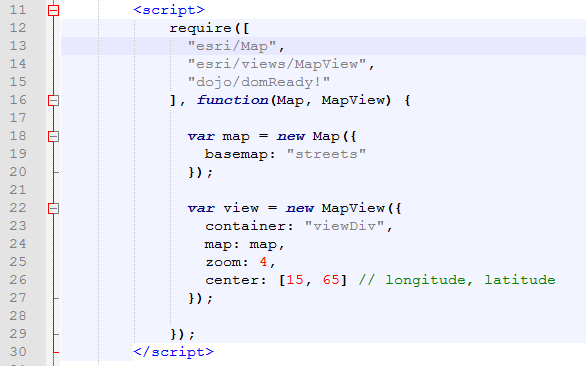 11 <script>
12 require([
13 "esri/Map",
14 "esri/views/MapView",
15 "dojo/domReady!"
16 ], function(Map, MapView) {
17
18 var map = new Map({
19 basemap: "streets"
20 });
21
22 var view = new MapView({
23 container: "viewDiv",
24 map: map,
25 zoom: 4,
26 center: [15, 65] // longitude, latitude
27 });
28
29 });
30 </script>